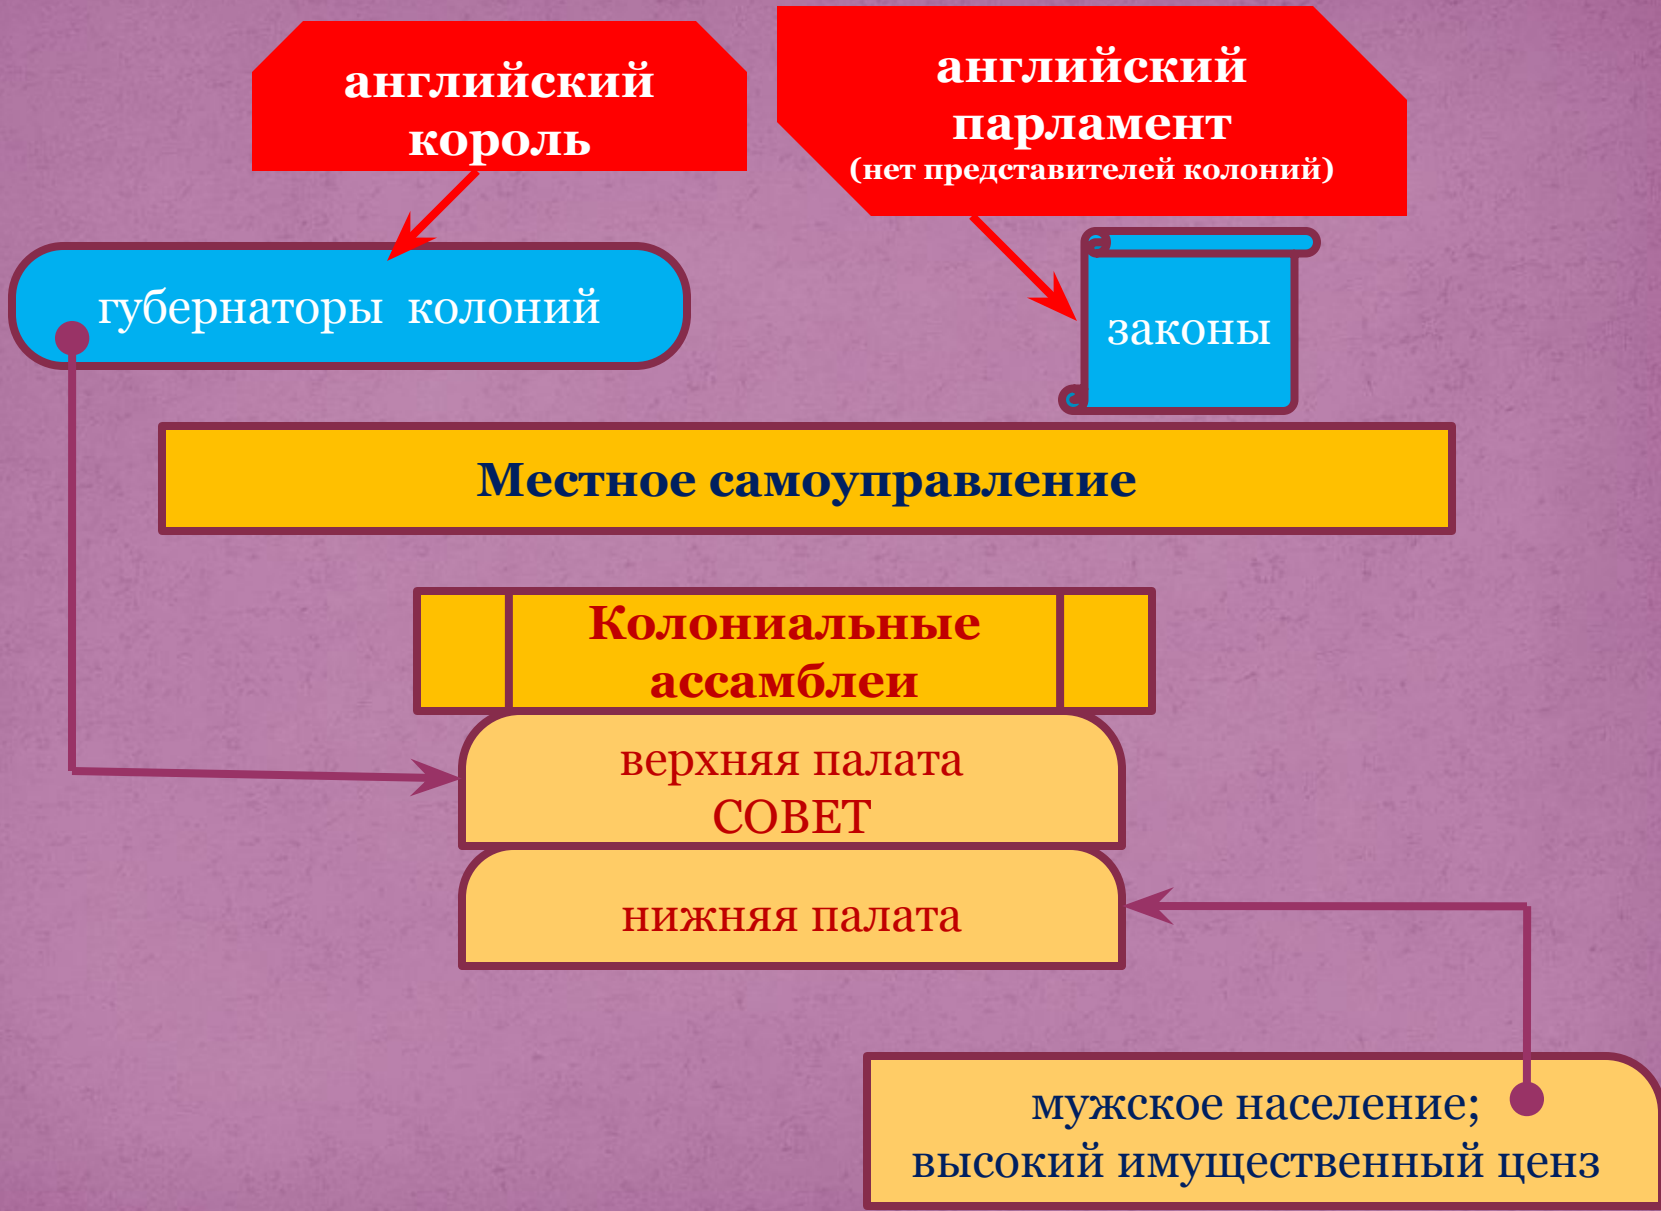 английский
король
английский
парламент
(нет представителей колоний)
губернаторы колоний
законы
Местное самоуправление
Колониальные
ассамблеи
верхняя палата
СОВЕТ
нижняя палата
мужское население;
высокий имущественный ценз